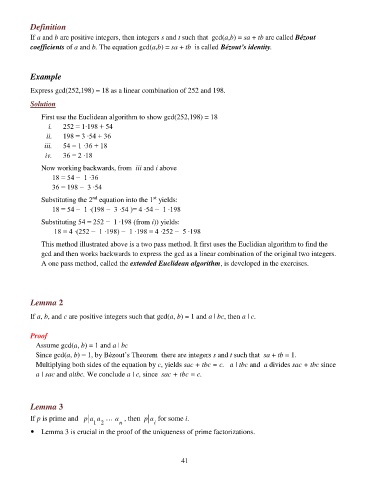 Definition
If a and b are positive integers, then integers s and t such that gcd(a,b) = sa + tb are called Bézout
coefficients of a and b. The equation gcd(a,b) = sa + tb is called Bézout's identity.
Example
Express gcd(252,198) = 18 as a linear combination of 252 and 198.
Solution
First use the Euclidean algorithm to show gcd(252,198) = 18
i. 252 = 1·198 + 54
ii. 198 = 3 ·54 + 36
iii. 54 = 1 ·36 + 18
iv. 36 = 2 ·18
Now working backwards, from iii and i above
18 = 54 − 1 ·36
36 = 198 − 3 ·54
Substituting the 2nd equation into the 1st yields:
18 = 54 − 1 ·(198 − 3 ·54 )= 4 ·54 − 1 ·198
Substituting 54 = 252 − 1 ·198 (from i)) yields:
18 = 4 ·(252 − 1 ·198) − 1 ·198 = 4 ·252 − 5 ·198
This method illustrated above is a two pass method. It first uses the Euclidian algorithm to find the
gcd and then works backwards to express the gcd as a linear combination of the original two integers.
A one pass method, called the extended Euclidean algorithm, is developed in the exercises.
Lemma 2
If a, b, and c are positive integers such that gcd(a, b) = 1 and a | bc, then a | c.
Proof
Assume gcd(a, b) = 1 and a | bc
Since gcd(a, b) = 1, by Bézout's Theorem there are integers s and t such that sa + tb = 1.
Multiplying both sides of the equation by c, yields sac + tbc = c. a | tbc and a divides sac + tbc since
a | sac and a|tbc. We conclude a | c, since sac + tbc = c.
Lemma 3
If p is prime and p|a₁a₂ … aₙ, then p|aᵢ for some i.
• Lemma 3 is crucial in the proof of the uniqueness of prime factorizations.
41